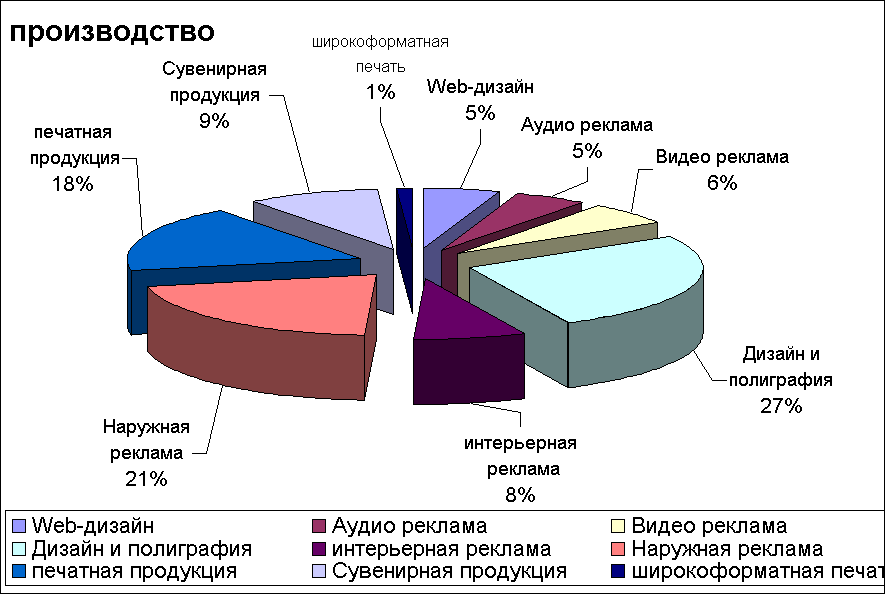 производство
широкоформатная
печать
1%
Сувенирная
продукция
9%
Web-дизайн
5%
Аудио реклама
5%
Видео реклама
6%
печатная
продукция
18%
Дизайн и
полиграфия
27%
Наружная
реклама
21%
интерьерная
реклама
8%
Web-дизайн
Аудио реклама
Видео реклама
Дизайн и полиграфия
интерьерная реклама
Наружная реклама
печатная продукция
Сувенирная продукция
широкоформатная печат